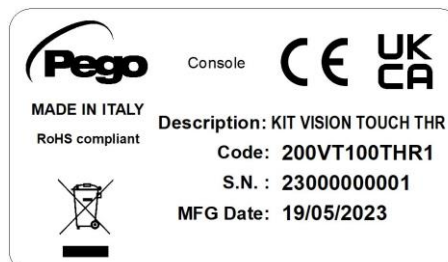 Pego
Console
CE
UK
CA
MADE IN ITALY
RoHS compliant
Description: KIT VISION TOUCH THR
Code: 200VT100THR1
S.N. : 23000000001
MFG Date: 19/05/2023